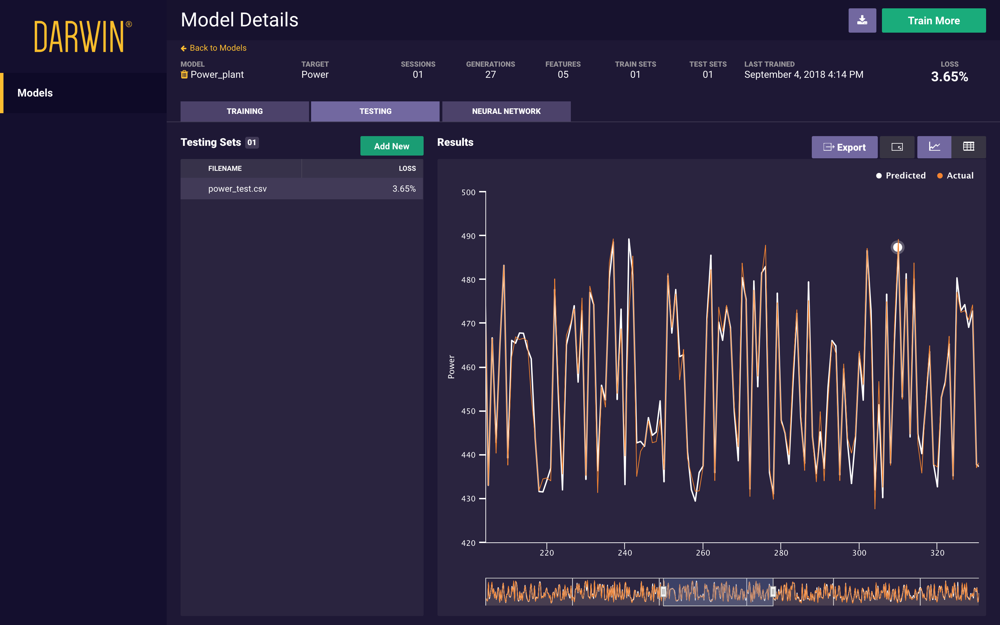 DARWIN®
Models
Model Details
Train More
Back to Models
MODEL TARGET SESSIONS GENERATIONS FEATURES TRAIN SETS TEST SETS LAST TRAINED LOSS
Power_plant Power 01 27 05 01 01 September 4, 2018 4:14 PM 3.65%
TRAINING TESTING NEURAL NETWORK
Testing Sets 01 Add New
FILENAME LOSS
power_test.csv 3.65%
Results Export
Predicted Actual
500
490
480
470
460
450
440
430
420
Power
220 240 260 280 300 320